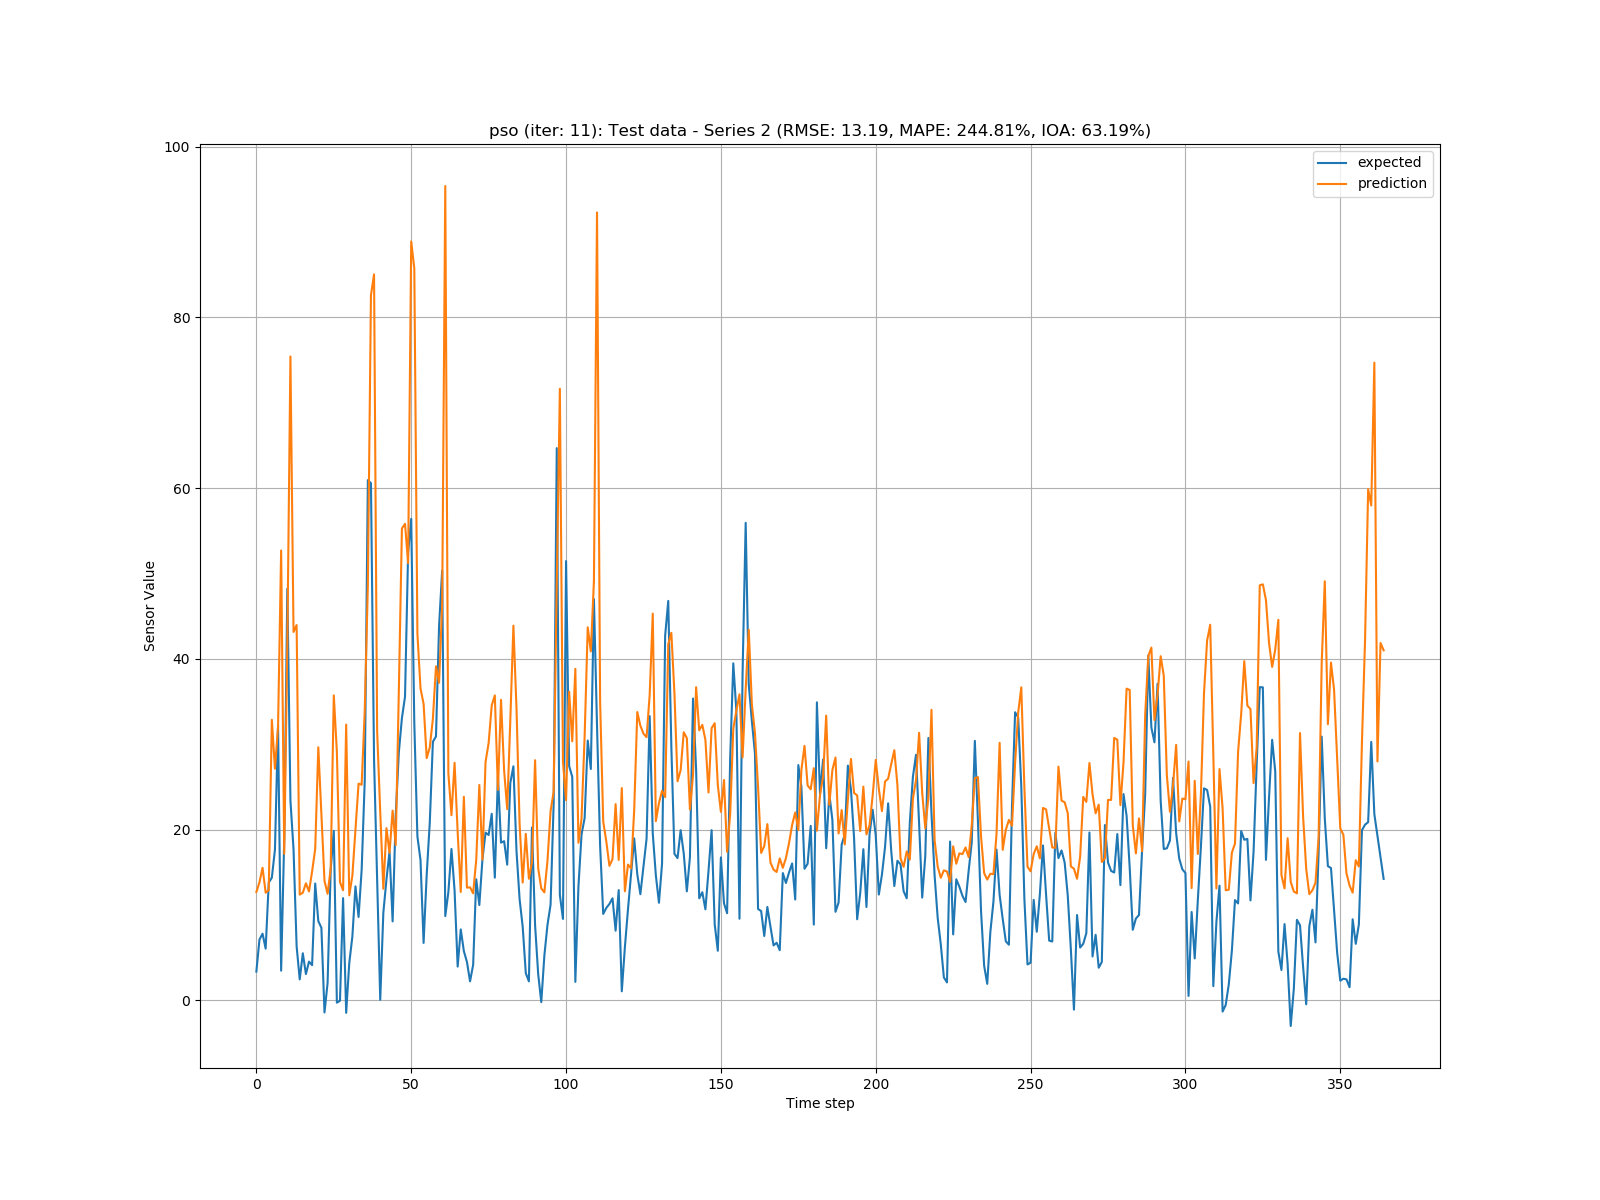 pso (iter: 11): Test data - Series 2 (RMSE: 13.19, MAPE: 244.81%, IOA: 63.19%)
expected
prediction
100
80
60
40
20
0
Sensor Value
0 50 100 150 200 250 300 350
Time step